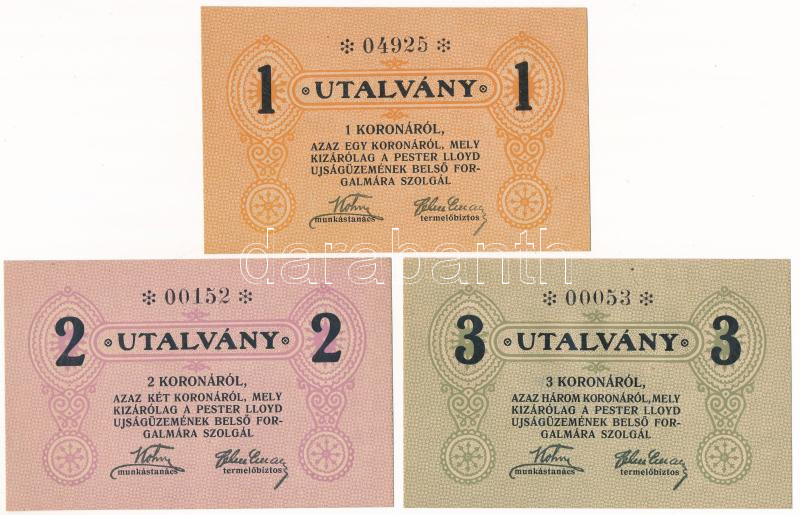 * 04925 *
1 UTALVÁNY 1
1 KORONÁRÓL,
AZAZ EGY KORONÁRÓL, MELY
KIZÁRÓLAG A PESTER LLOYD
UJSÁGÜZEMÉNEK BELSŐ FOR-
GALMÁRA SZOLGÁL
munkástanács termelőbiztos
darabanth
* 00152 *
2 UTALVÁNY 2
2 KORONÁRÓL,
AZAZ KÉT KORONÁRÓL, MELY
KIZÁRÓLAG A PESTER LLOYD
UJSÁGÜZEMÉNEK BELSŐ FOR-
GALMÁRA SZOLGÁL
munkástanács termelőbiztos
* 00053 *
3 UTALVÁNY 3
3 KORONÁRÓL,
AZAZ HÁROM KORONÁRÓL, MELY
KIZÁRÓLAG A PESTER LLOYD
UJSÁGÜZEMÉNEK BELSŐ FOR-
GALMÁRA SZOLGÁL
munkástanács termelőbiztos